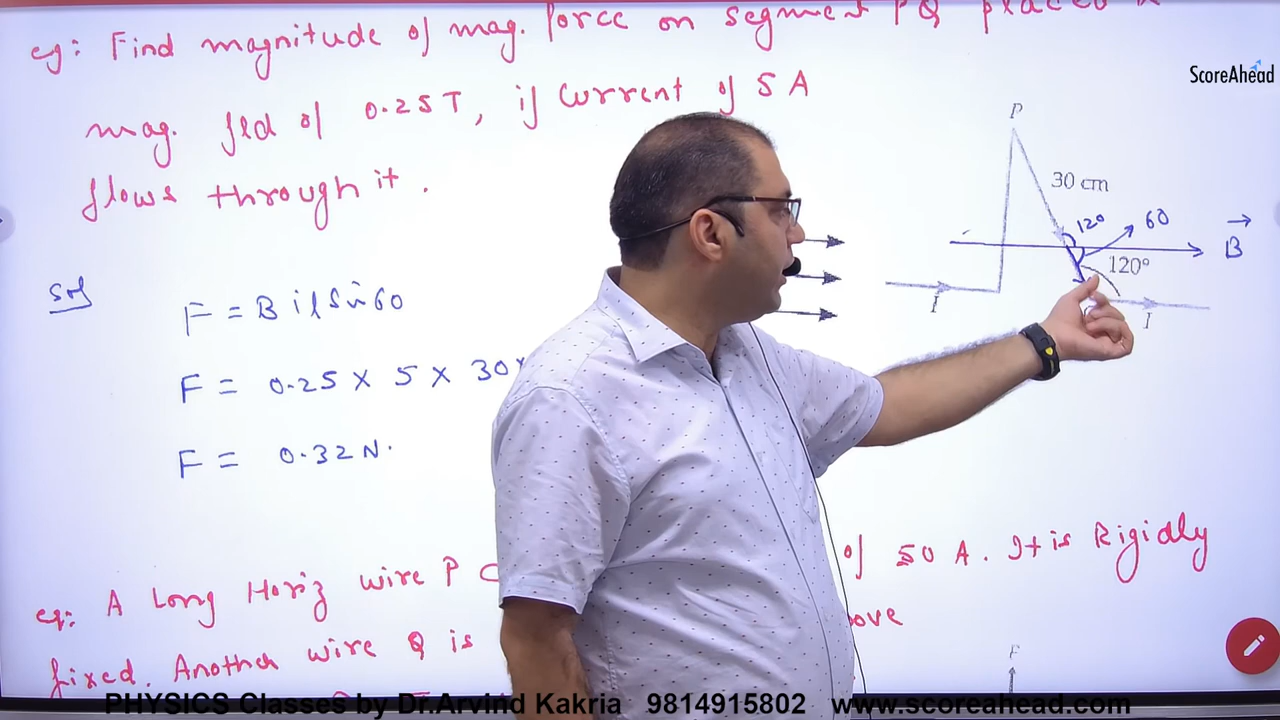 eg: Find magnitude of mag. force on segment PQ placed
mag. fld of 0.25T, if current of 5 A
flows through it.
Sol
F = B i l Sin 60
F = 0.25 x 5 x 30x
F = 0.32 N.
eg: A Long Horiz wire P of 50 A. It is Rigidly
fixed. Another wire Q is ove
ScoreAhead
P
30 cm
120
60
B
120°
I
I
F
PHYSICS Classes by Dr.Arvind Kakria 9814915802 www.scoreahead.com